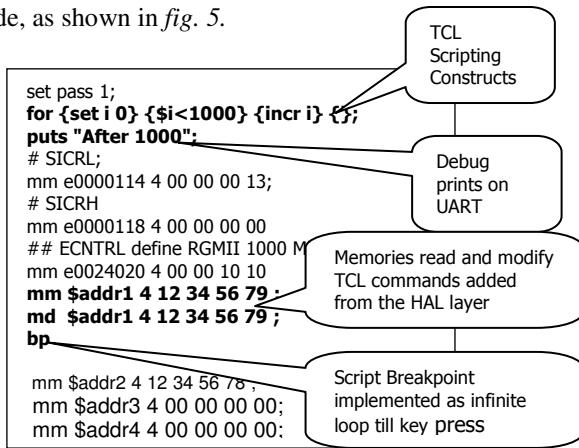 de, as shown in fig. 5.
TCL
Scripting
Constructs
set pass 1;
for {set i 0} {$i<1000} {incr i} {};
puts "After 1000";
# SICRL;
mm e0000114 4 00 00 00 13;
# SICRH
mm e0000118 4 00 00 00 00
## ECNTRL define RGMII 1000 M
mm e0024020 4 00 00 10 10
mm $addr1 4 12 34 56 79 ;
md $addr1 4 12 34 56 79 ;
bp
mm $addr2 4 12 34 56 78 ;
mm $addr3 4 00 00 00 00;
mm $addr4 4 00 00 00 00;
Debug
prints on
UART
Memories read and modify
TCL commands added
from the HAL layer
Script Breakpoint
implemented as infinite
loop till key press